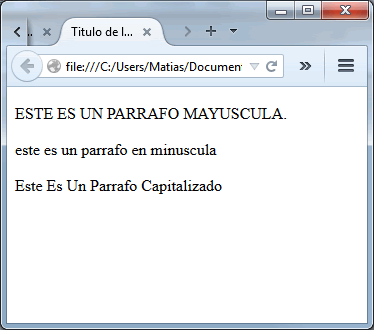 Titulo de l...
file:///C:/Users/Matias/Document
ESTE ES UN PARRAFO MAYUSCULA.
este es un parrafo en minuscula
Este Es Un Parrafo Capitalizado